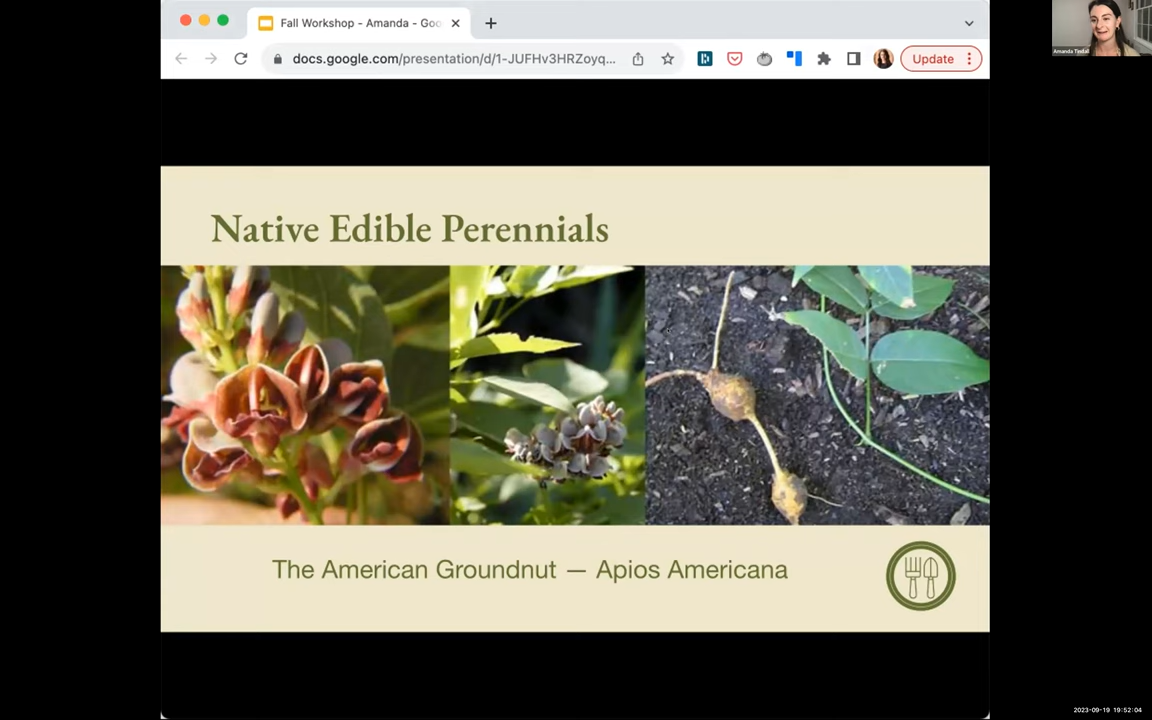 Fall Workshop - Amanda - Goo
docs.google.com/presentation/d/1-JUFHv3HRZoyq...
Update
Amanda Tisdal
Native Edible Perennials
The American Groundnut — Apios Americana
2023-09-19 19:52:04